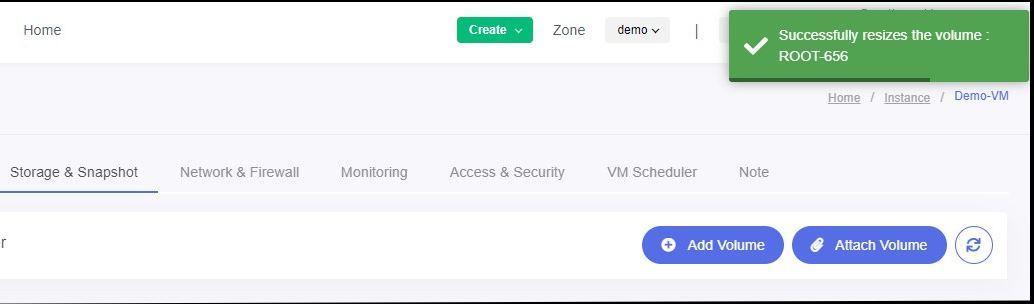 Home
Create
Zone
demo
|
Successfully resizes the volume :
ROOT-656
Home / Instance / Demo-VM
Storage & Snapshot
Network & Firewall
Monitoring
Access & Security
VM Scheduler
Note
r
Add Volume
Attach Volume